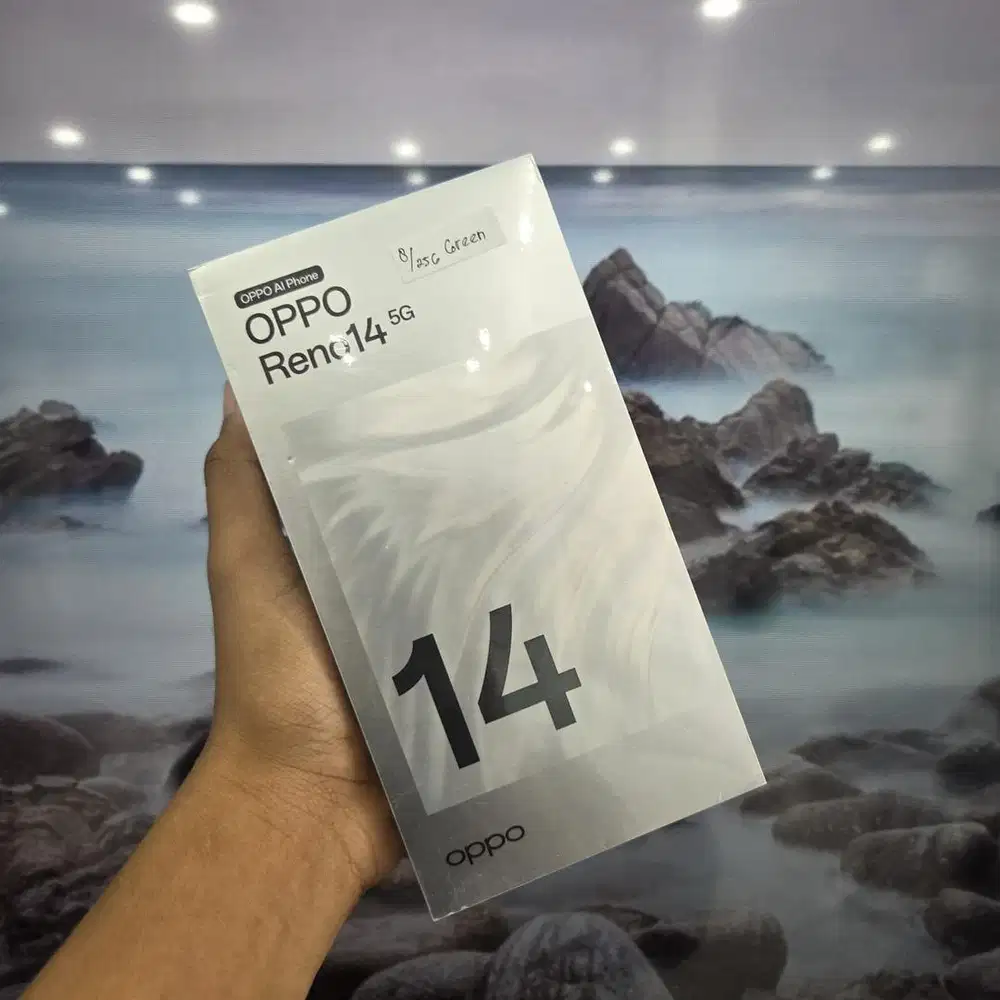 8/256 Green
OPPO AI Phone
OPPO
Reno14 5G
14
oppo